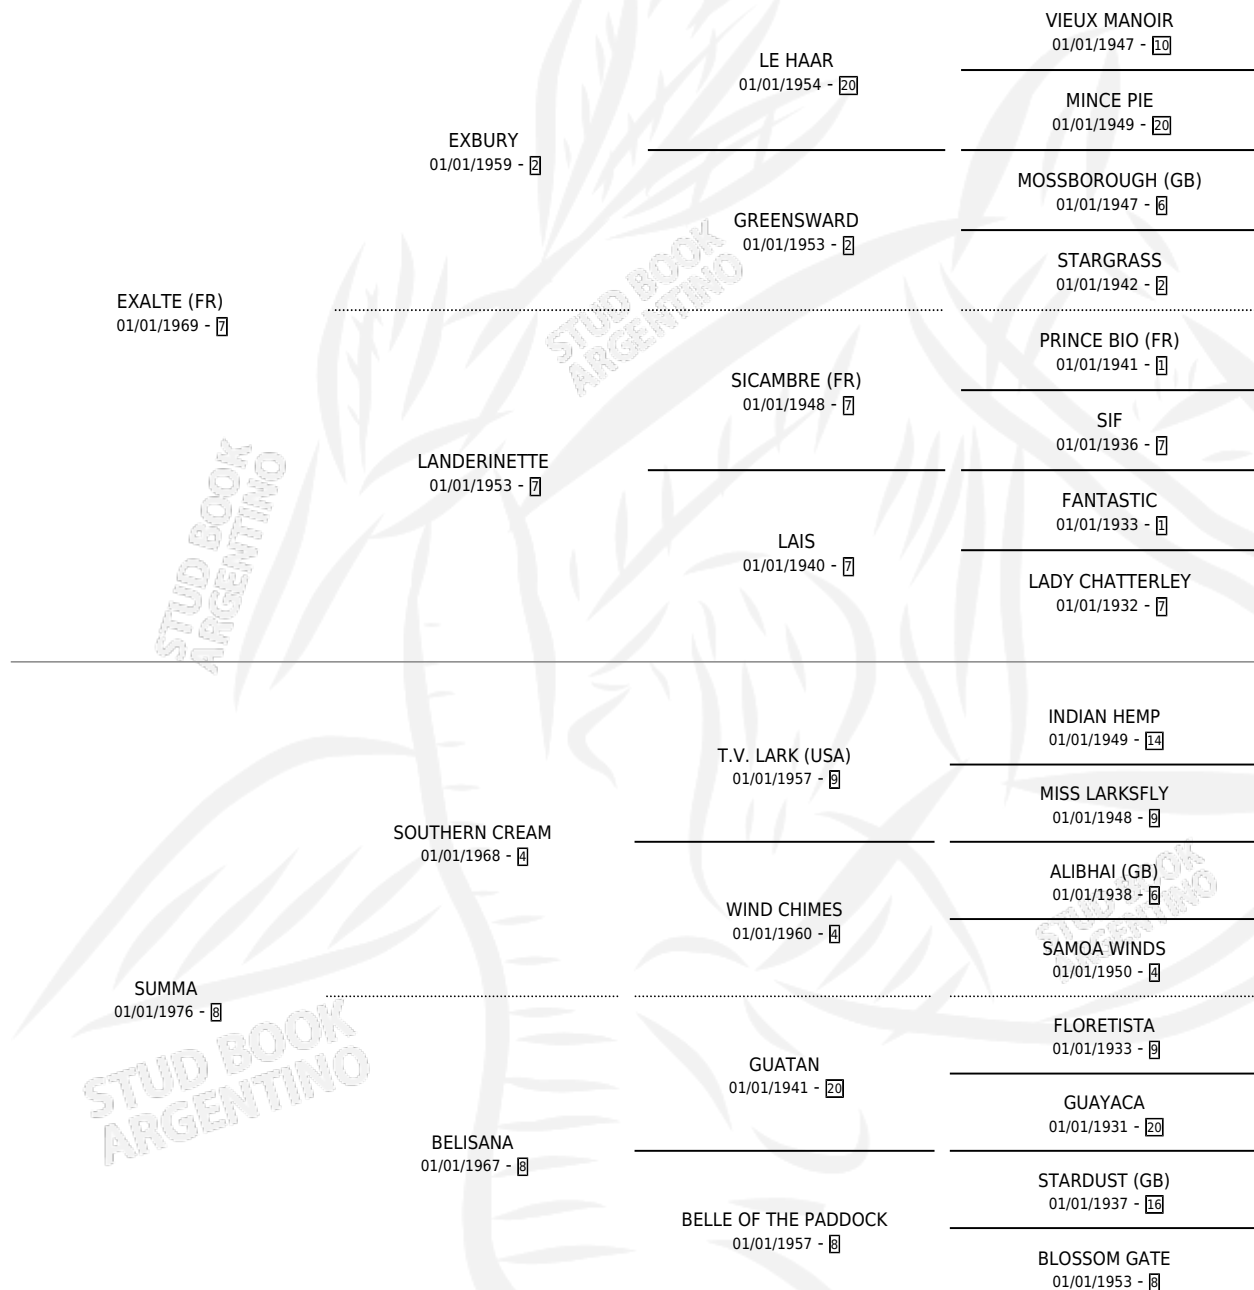 VIEUX MANOIR
01/01/1947 - 10
LE HAAR
01/01/1954 - 20
MINCE PIE
01/01/1949 - 20
EXBURY
01/01/1959 - 2
MOSSBOROUGH (GB)
01/01/1947 - 6
GREENSWARD
01/01/1953 - 2
STARGRASS
01/01/1942 - 2
EXALTE (FR)
01/01/1969 - 7
PRINCE BIO (FR)
01/01/1941 - 1
SICAMBRE (FR)
01/01/1948 - 7
SIF
01/01/1936 - 7
LANDERINETTE
01/01/1953 - 7
FANTASTIC
01/01/1933 - 1
LAIS
01/01/1940 - 7
LADY CHATTERLEY
01/01/1932 - 7
INDIAN HEMP
01/01/1949 - 14
T.V. LARK (USA)
01/01/1957 - 9
MISS LARKSFLY
01/01/1948 - 9
SOUTHERN CREAM
01/01/1968 - 4
ALIBHAI (GB)
01/01/1938 - 6
WIND CHIMES
01/01/1960 - 4
SAMOA WINDS
01/01/1950 - 4
SUMMA
01/01/1976 - 8
FLORETISTA
01/01/1933 - 9
GUATAN
01/01/1941 - 20
GUAYACA
01/01/1931 - 20
BELISANA
01/01/1967 - 8
STARDUST (GB)
01/01/1937 - 16
BELLE OF THE PADDOCK
01/01/1957 - 8
BLOSSOM GATE
01/01/1953 - 8
STUD BOOK
ARGENTINO
STUD BOOK
ARGENTINO
STUD BOOK
ARGENTINO
STUD BOOK
ARGENTINO